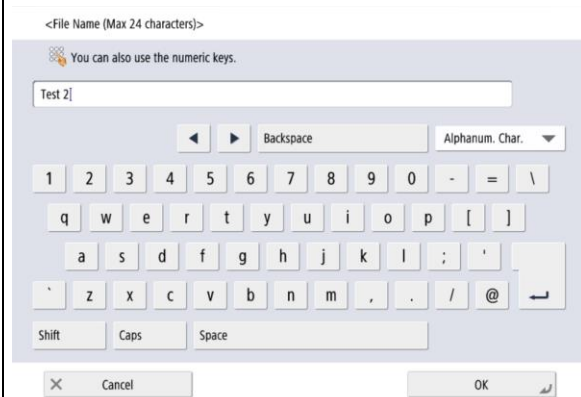 <File Name (Max 24 characters)>
You can also use the numeric keys.
Test 2
◀ ▶ Backspace Alphanum. Char. ▼
1 2 3 4 5 6 7 8 9 0 - = \
q w e r t y u i o p [ ]
a s d f g h j k l ; '
` z x c v b n m , . / @
Shift Caps Space
Cancel OK